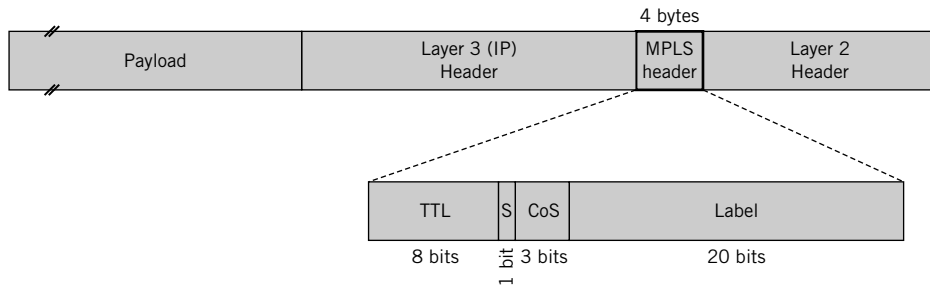 4 bytes
Payload
Layer 3 (IP)
Header
MPLS
header
Layer 2
Header
TTL
S
CoS
Label
8 bits
1 bit
3 bits
20 bits